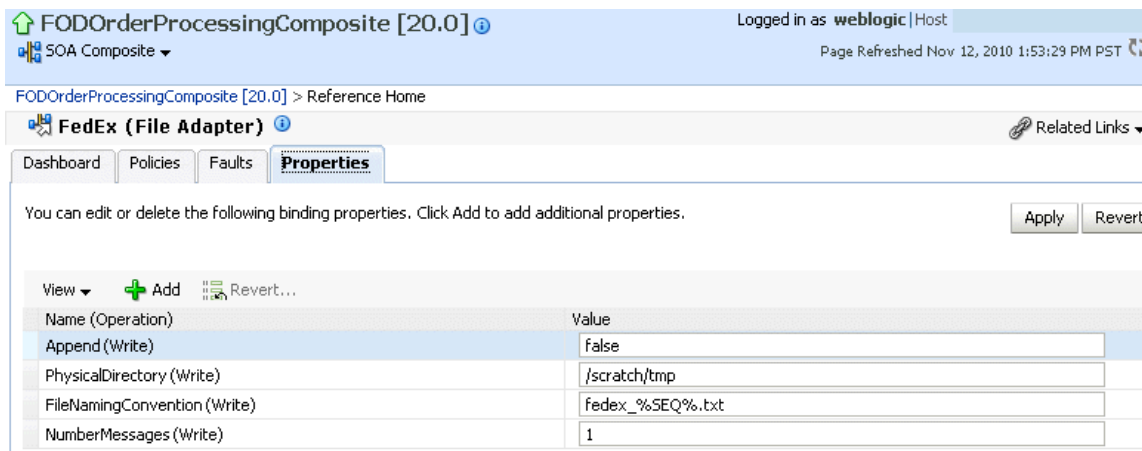 FODOrderProcessingComposite [20.0]
Logged in as weblogic|Host
SOA Composite
Page Refreshed Nov 12, 2010 1:53:29 PM PST
FODOrderProcessingComposite [20.0] > Reference Home
FedEx (File Adapter)
Related Links
Dashboard Policies Faults Properties
You can edit or delete the following binding properties. Click Add to add additional properties.
Apply Revert
View Add Revert...
Name (Operation) Value
Append (Write) false
PhysicalDirectory (Write) /scratch/tmp
FileNamingConvention (Write) fedex_%SEQ%.txt
NumberMessages (Write) 1